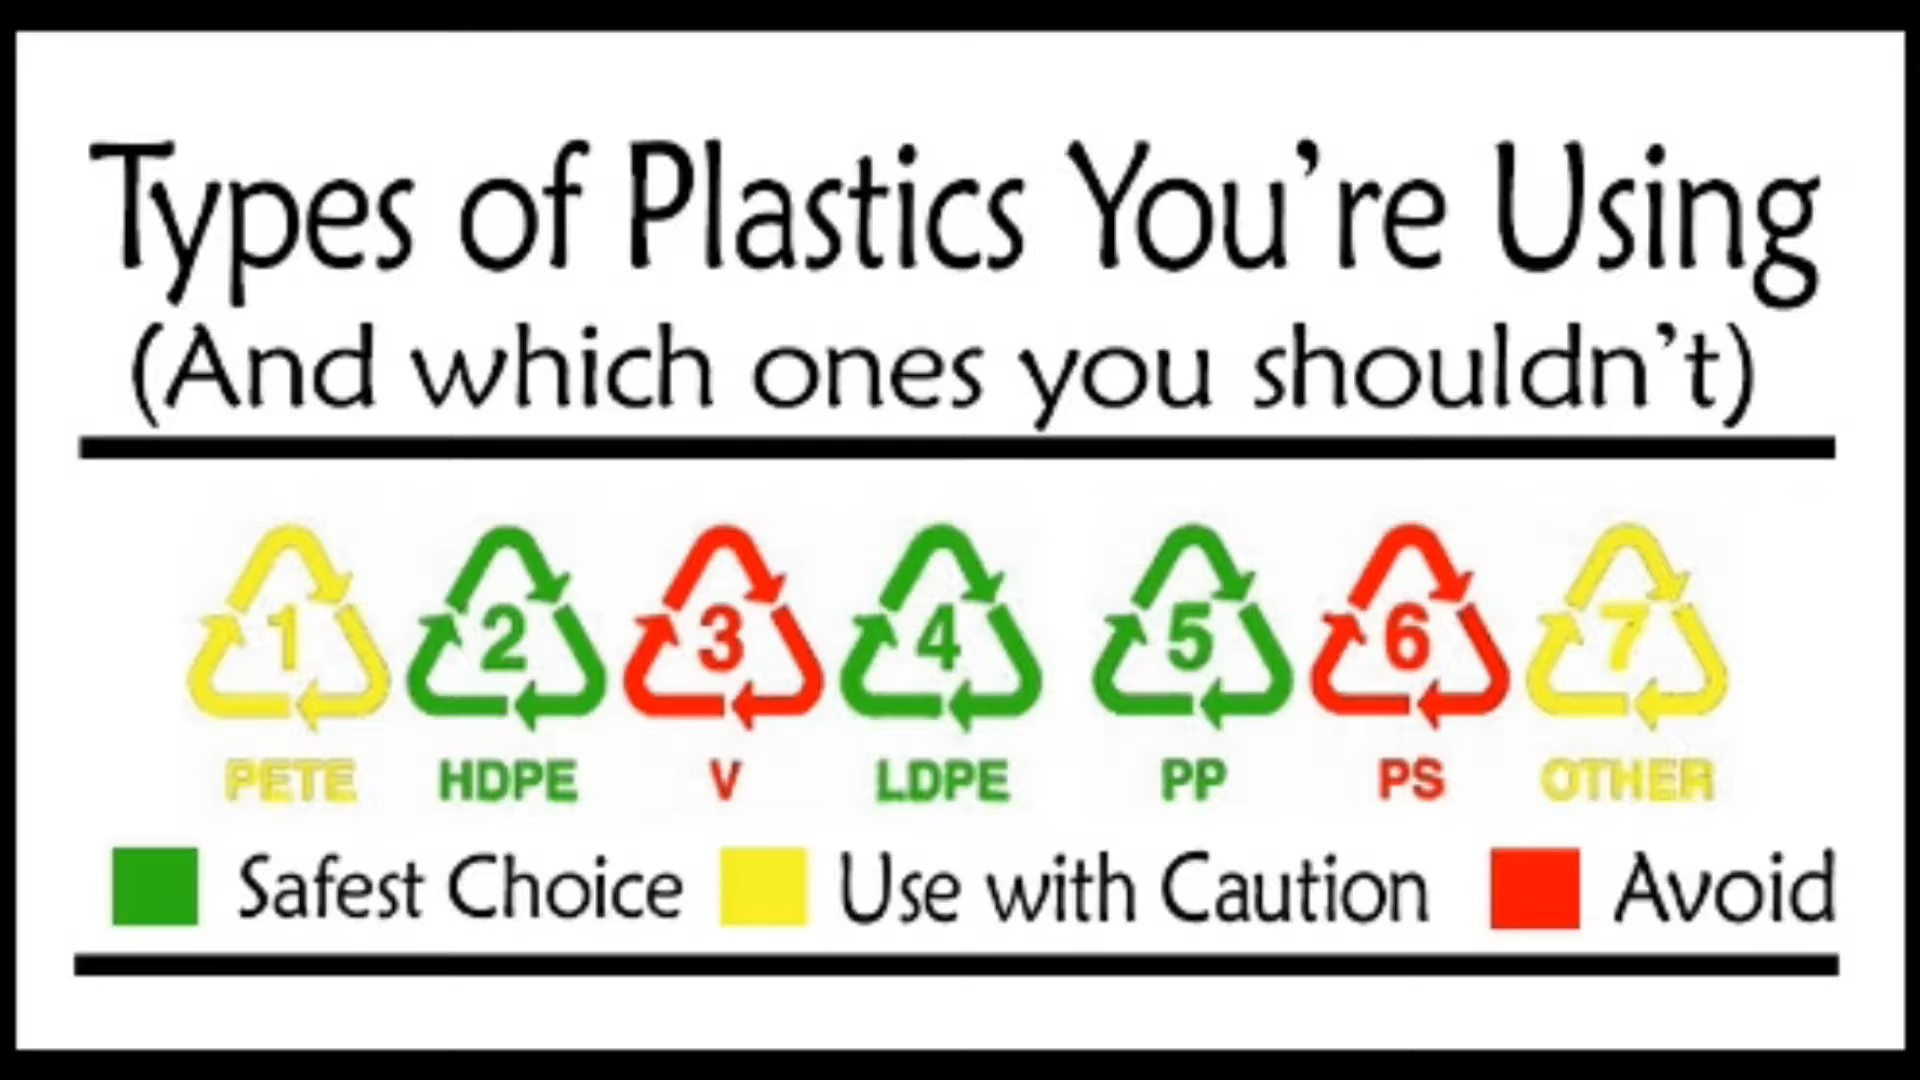 Types of Plastics You're Using
(And which ones you shouldn't)
1 2 3 4 5 6 7
PETE HDPE V LDPE PP PS OTHER
Safest Choice Use with Caution Avoid